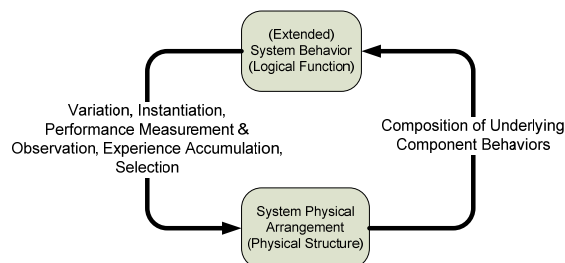 (Extended)
System Behavior
(Logical Function)
Variation, Instantiation,
Performance Measurement &
Observation, Experience Accumulation,
Selection
Composition of Underlying
Component Behaviors
System Physical
Arrangement
(Physical Structure)